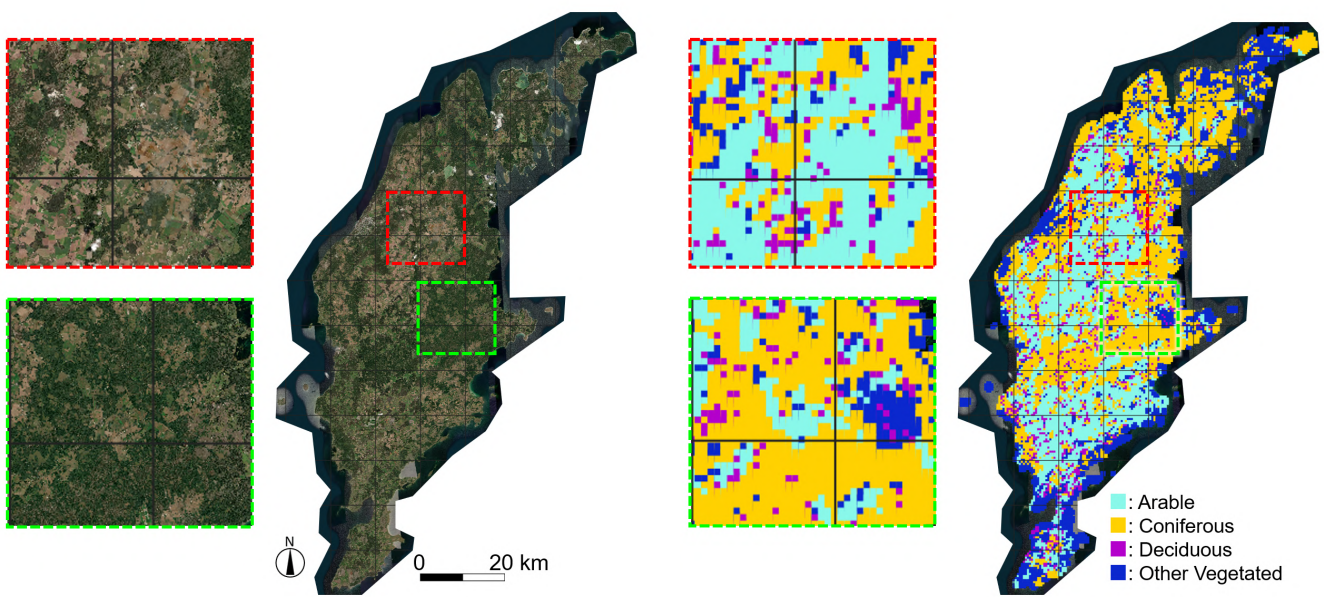 N
0
20 km
: Arable
: Coniferous
: Deciduous
: Other Vegetated